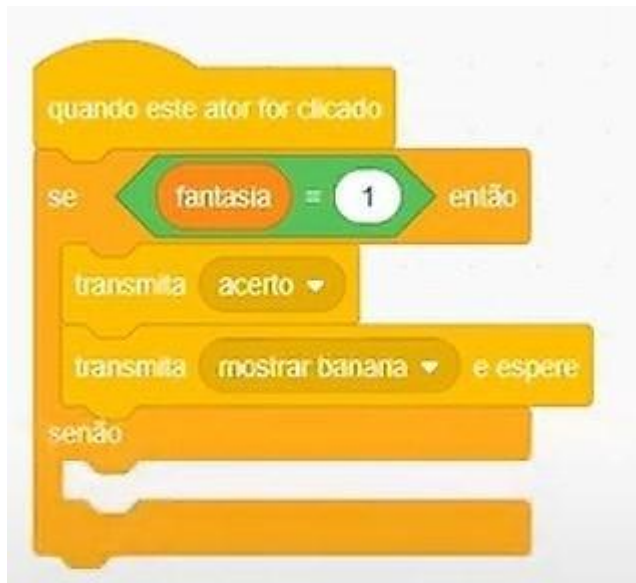 quando este ator for clicado
se fantasia = 1 então
transmita acerto
transmita mostrar banana e espere
senão